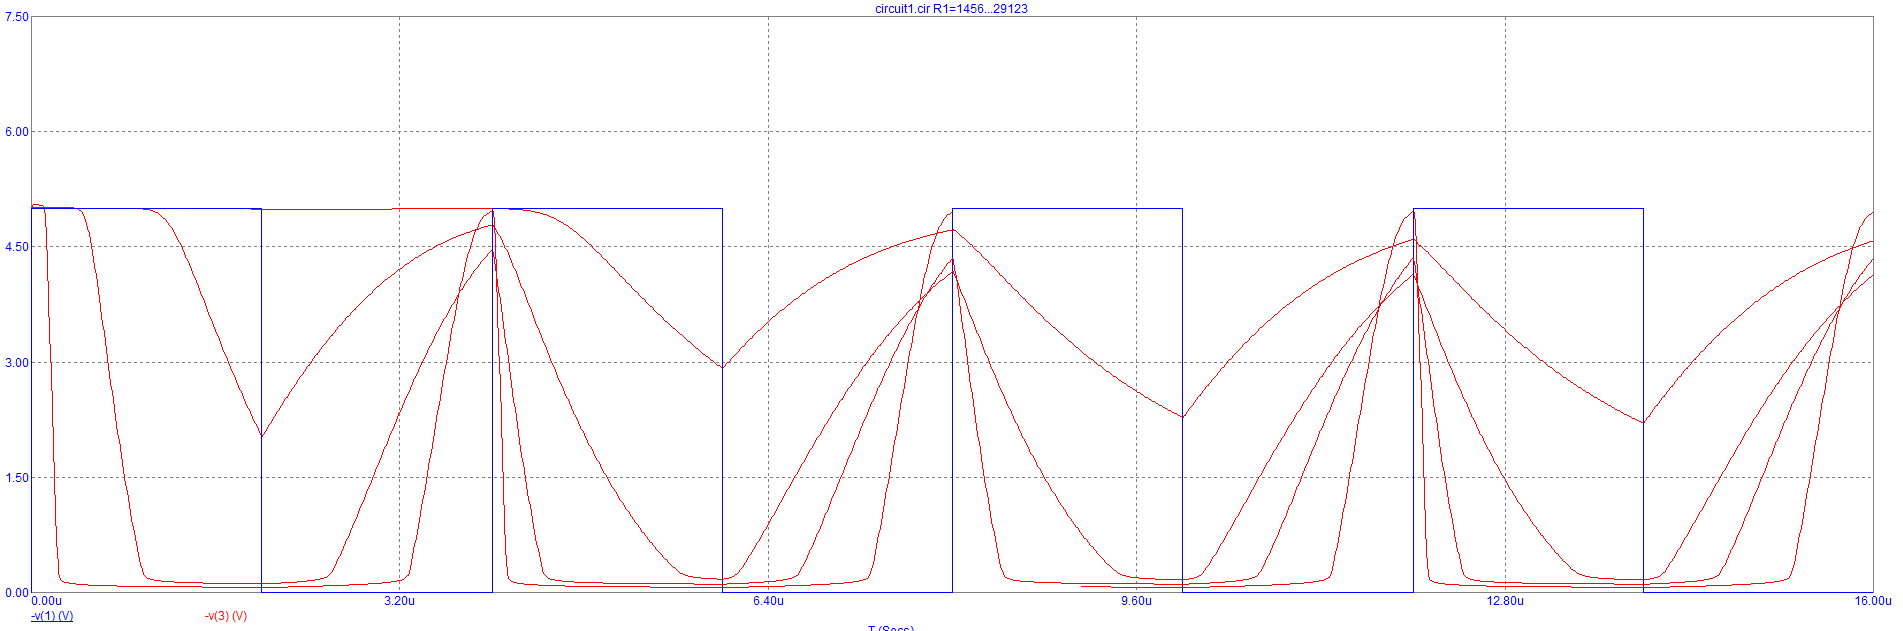 circuit1.cir R1=1456...29123
7.50
6.00
4.50
3.00
1.50
0.00
0.00u 3.20u 6.40u 9.60u 12.80u 16.00u
-v(1) (V) -v(3) (V)
T (Secs)